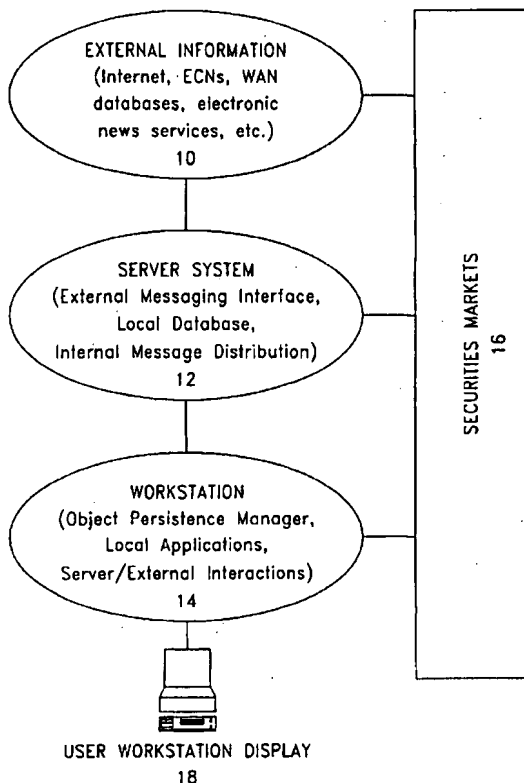 EXTERNAL INFORMATION
(Internet, ECNs, WAN
databases, electronic
news services, etc.)
10
SERVER SYSTEM
(External Messaging Interface,
Local Database,
Internal Message Distribution)
12
WORKSTATION
(Object Persistence Manager,
Local Applications,
Server/External Interactions)
14
SECURITIES MARKETS
16
USER WORKSTATION DISPLAY
18